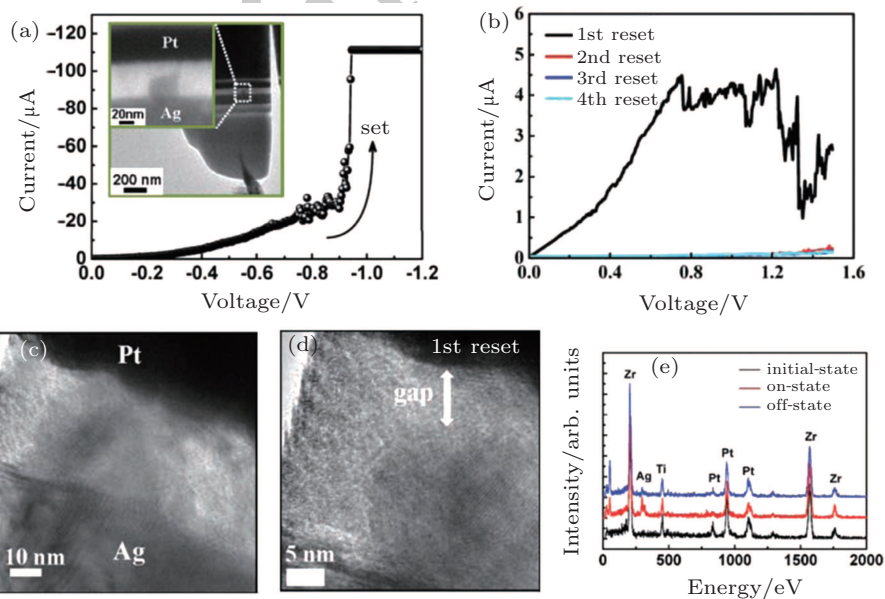 (a)
−120
−100
−80
−60
−40
−20
0
0.0 -0.2 -0.4 -0.6 -0.8 -1.0 -1.2
Current/μA
Voltage/V
Pt
Ag
20nm
200 nm
set
(b)
6
5
4
3
2
1
0
0.0 0.4 0.8 1.2 1.6
Current/μA
Voltage/V
1st reset
2nd reset
3rd reset
4th reset
(c)
Pt
Ag
10 nm
(d)
1st reset
gap
5 nm
(e)
initial-state
on-state
off-state
Zr
Ag
Ti
Pt
Pt
Pt
Zr
Zr
0 500 1000 1500 2000
Intensity/arb. units
Energy/eV